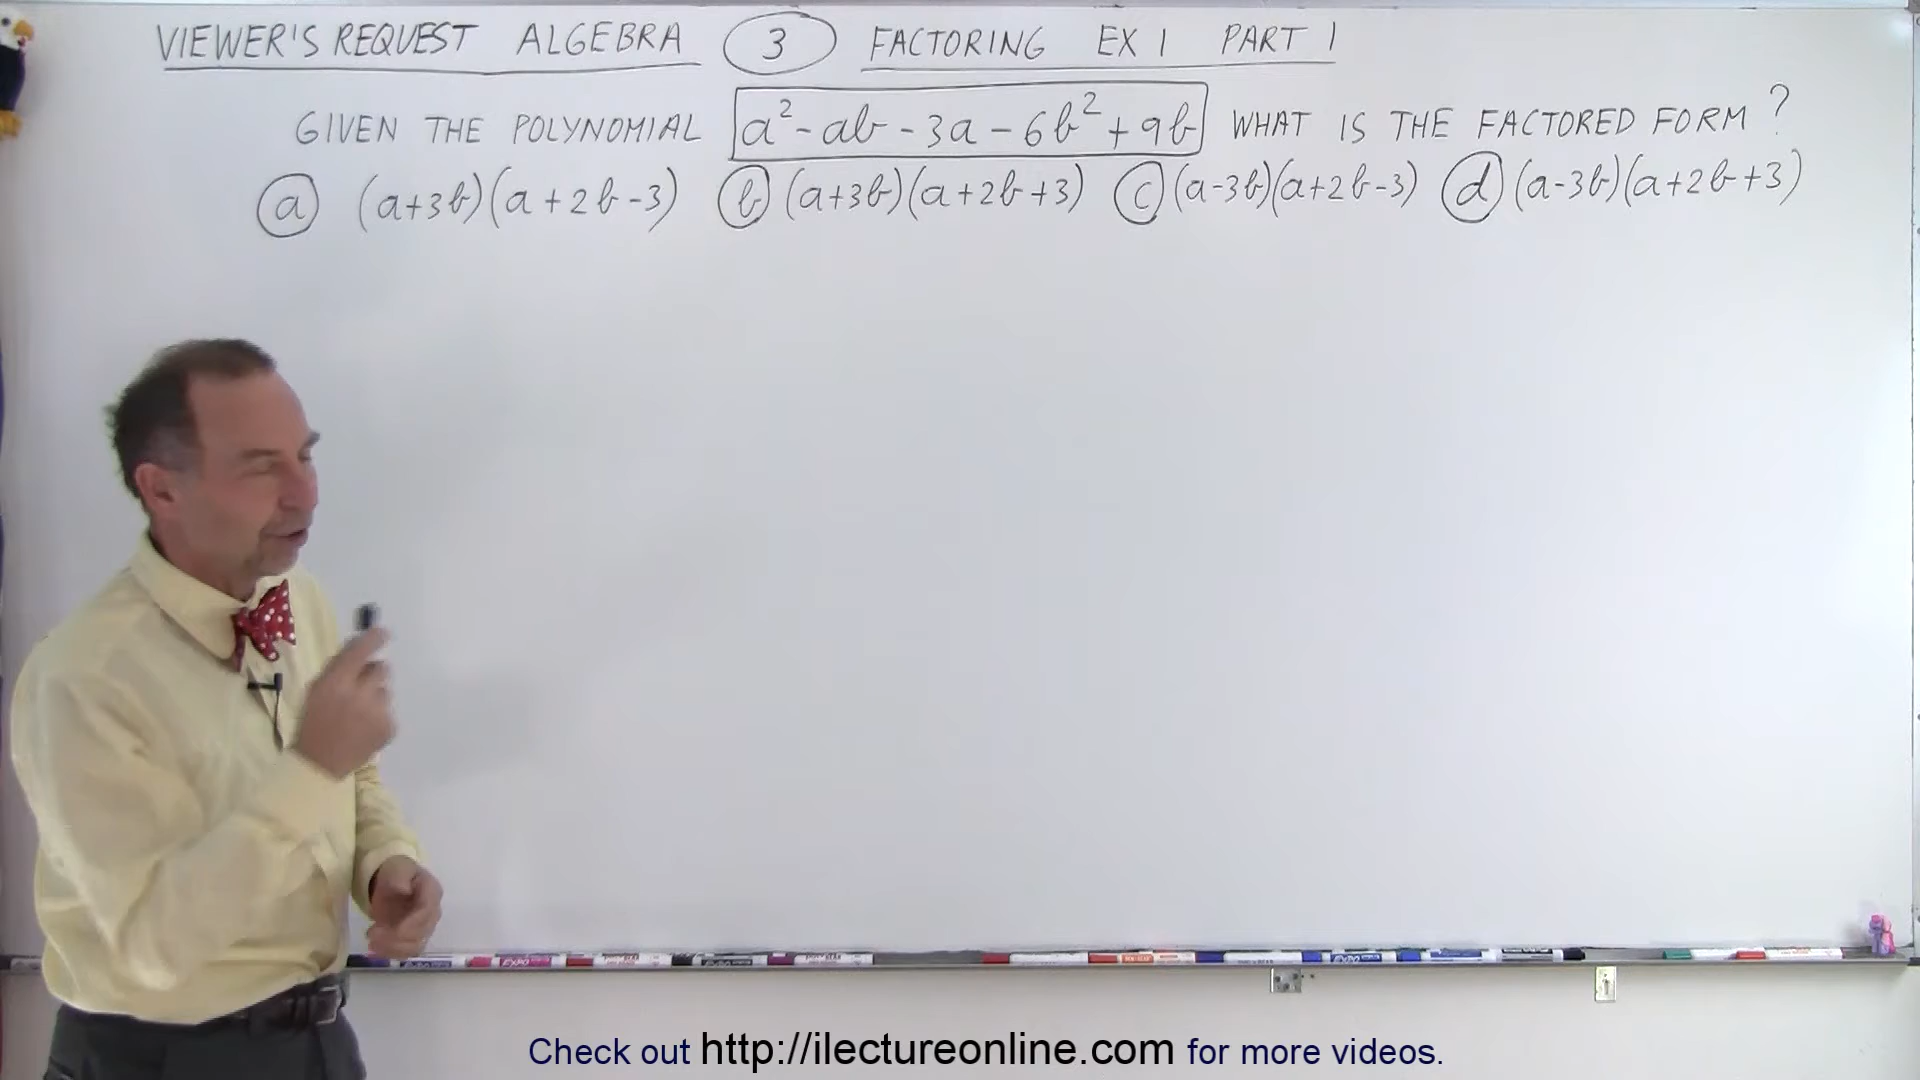 VIEWER'S REQUEST ALGEBRA 3 FACTORING EX 1 PART 1
GIVEN THE POLYNOMIAL a²-ab-3a-6b²+9b WHAT IS THE FACTORED FORM?
a (a+3b)(a+2b-3) b (a+3b)(a+2b+3) c (a-3b)(a+2b-3) d (a-3b)(a+2b+3)
EXPO
Check out http://ilectureonline.com for more videos.